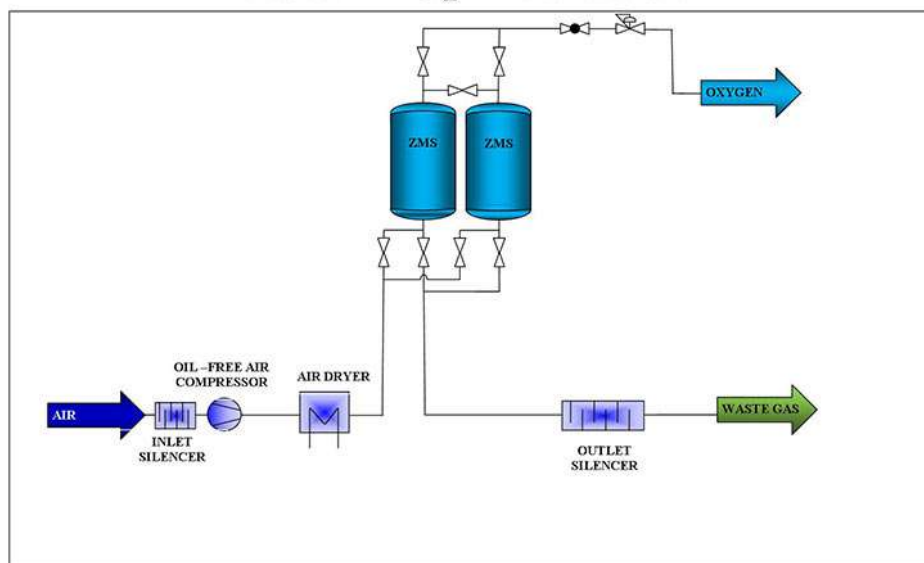 OXYGEN
ZMS
ZMS
OIL –FREE AIR
COMPRESSOR
AIR DRYER
AIR
INLET
SILENCER
WASTE GAS
OUTLET
SILENCER